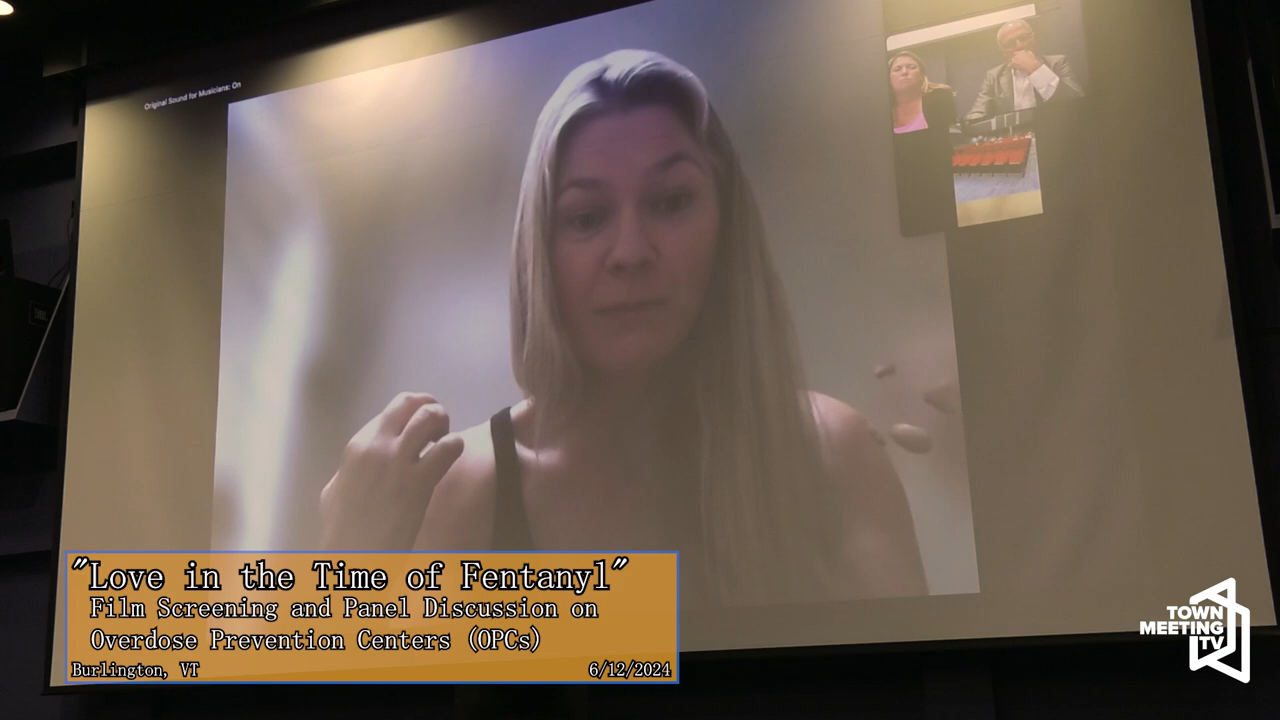 Original Sound for Musicians: On
"Love in the Time of Fentanyl"
Film Screening and Panel Discussion on
Overdose Prevention Centers (OPCs)
Burlington, VT
6/12/2024
TOWN
MEETING
TV